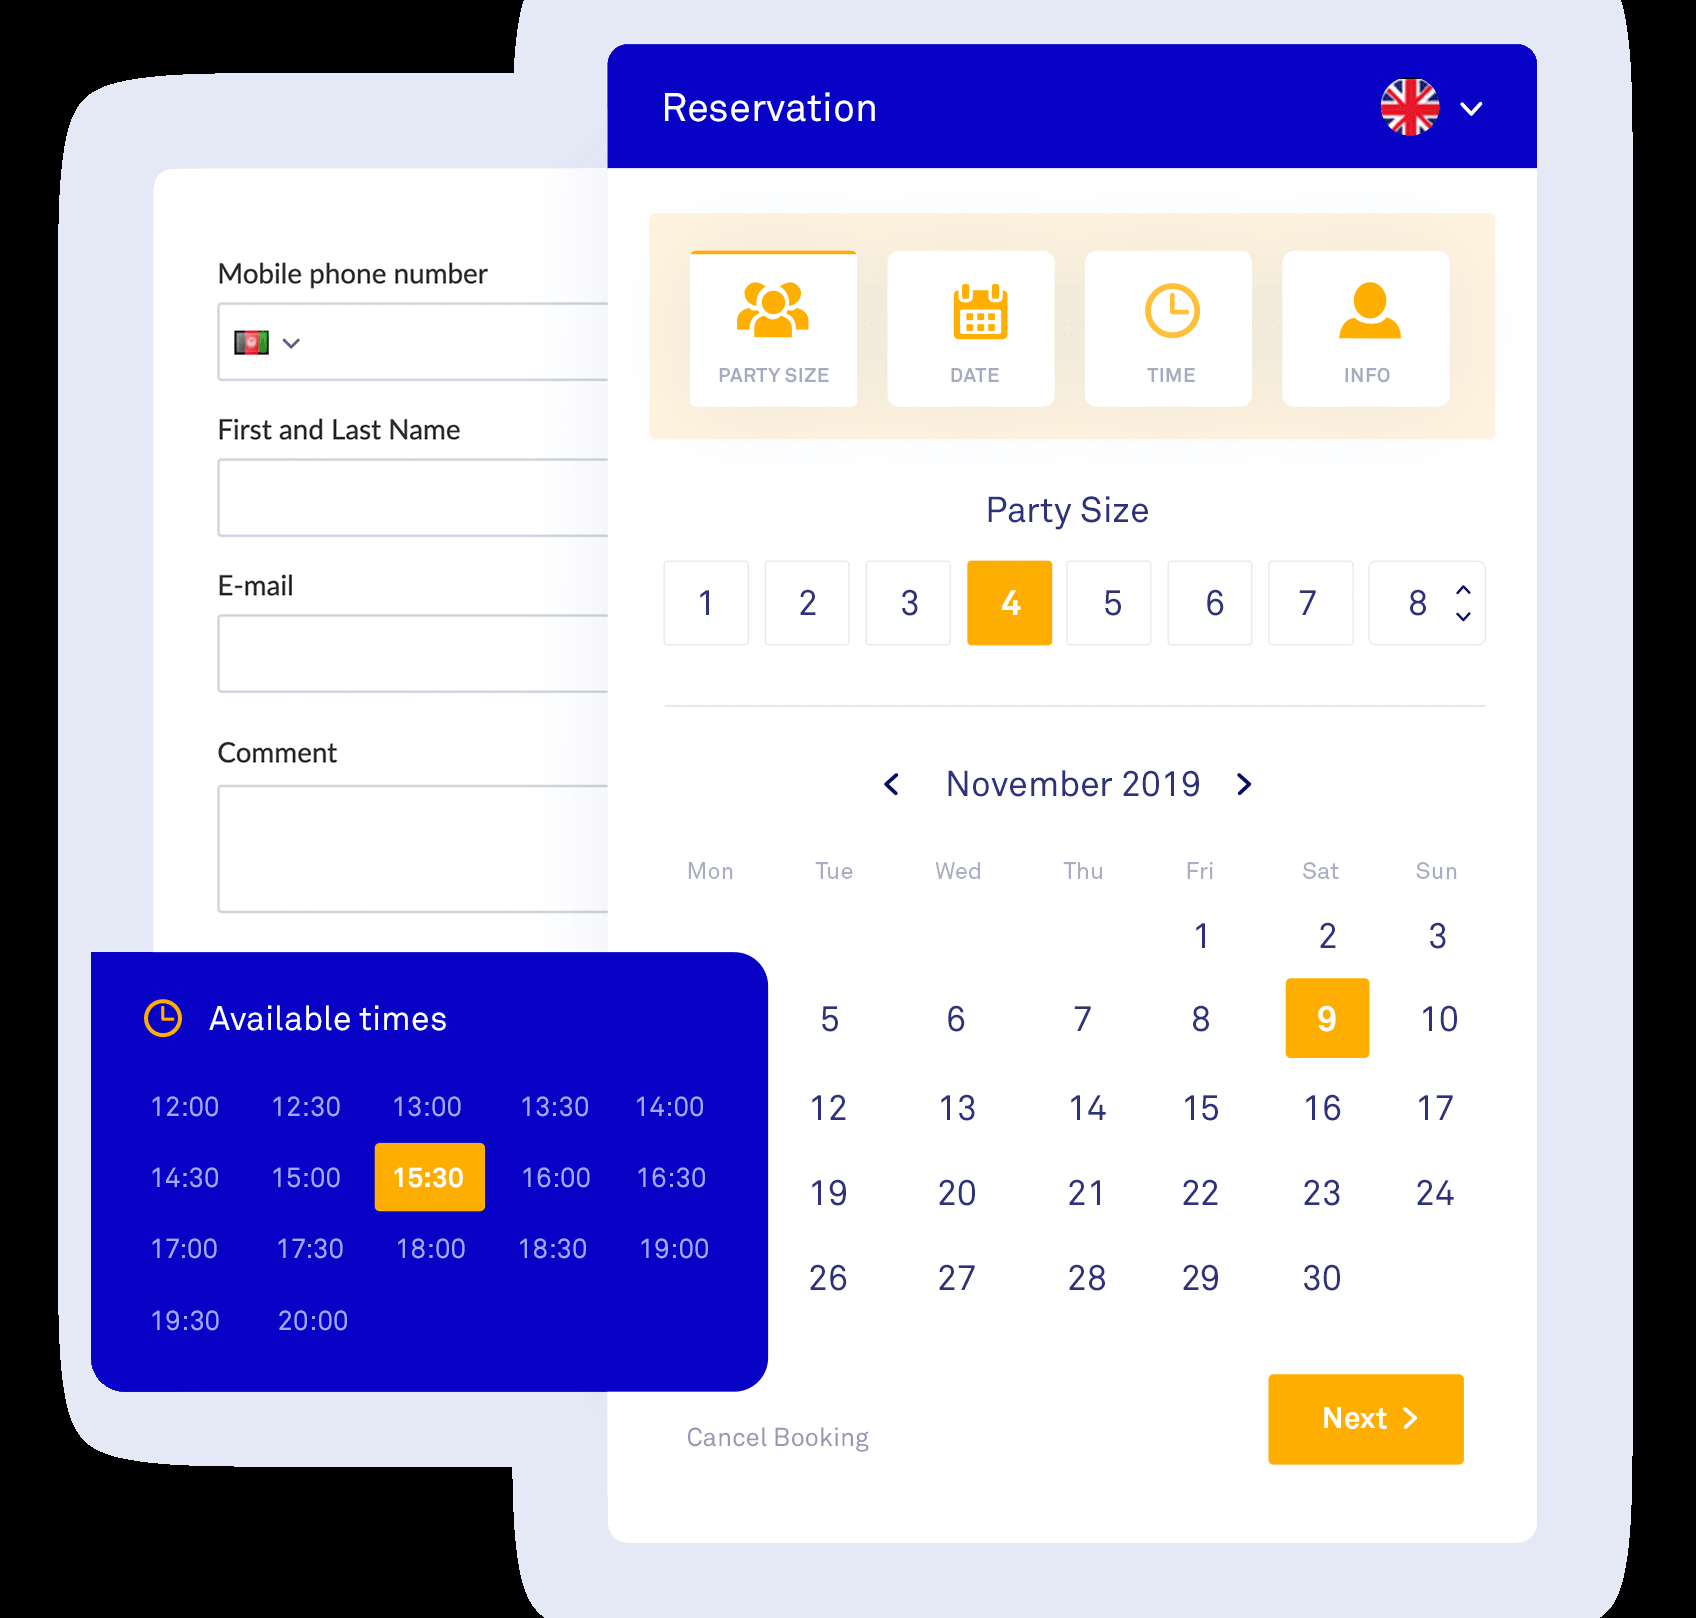 Reservation
PARTY SIZE DATE TIME INFO
Party Size
1 2 3 4 5 6 7 8
November 2019
Mon Tue Wed Thu Fri Sat Sun
1 2 3
5 6 7 8 9 10
12 13 14 15 16 17
19 20 21 22 23 24
26 27 28 29 30
Cancel Booking
Next
Mobile phone number
First and Last Name
E-mail
Comment
Available times
12:00 12:30 13:00 13:30 14:00
14:30 15:00 15:30 16:00 16:30
17:00 17:30 18:00 18:30 19:00
19:30 20:00